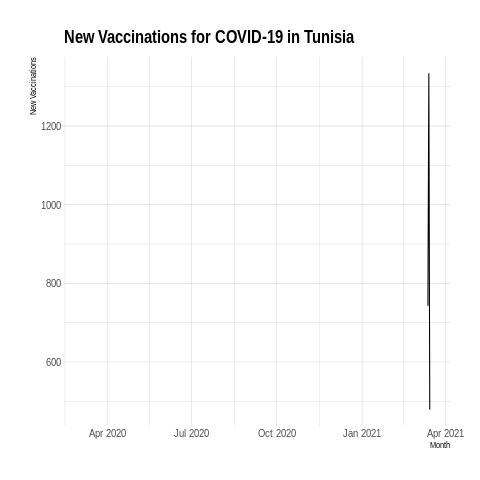 New Vaccinations for COVID-19 in Tunisia
New Vaccinations
1200
1000
800
600
Apr 2020 Jul 2020 Oct 2020 Jan 2021 Apr 2021
Month